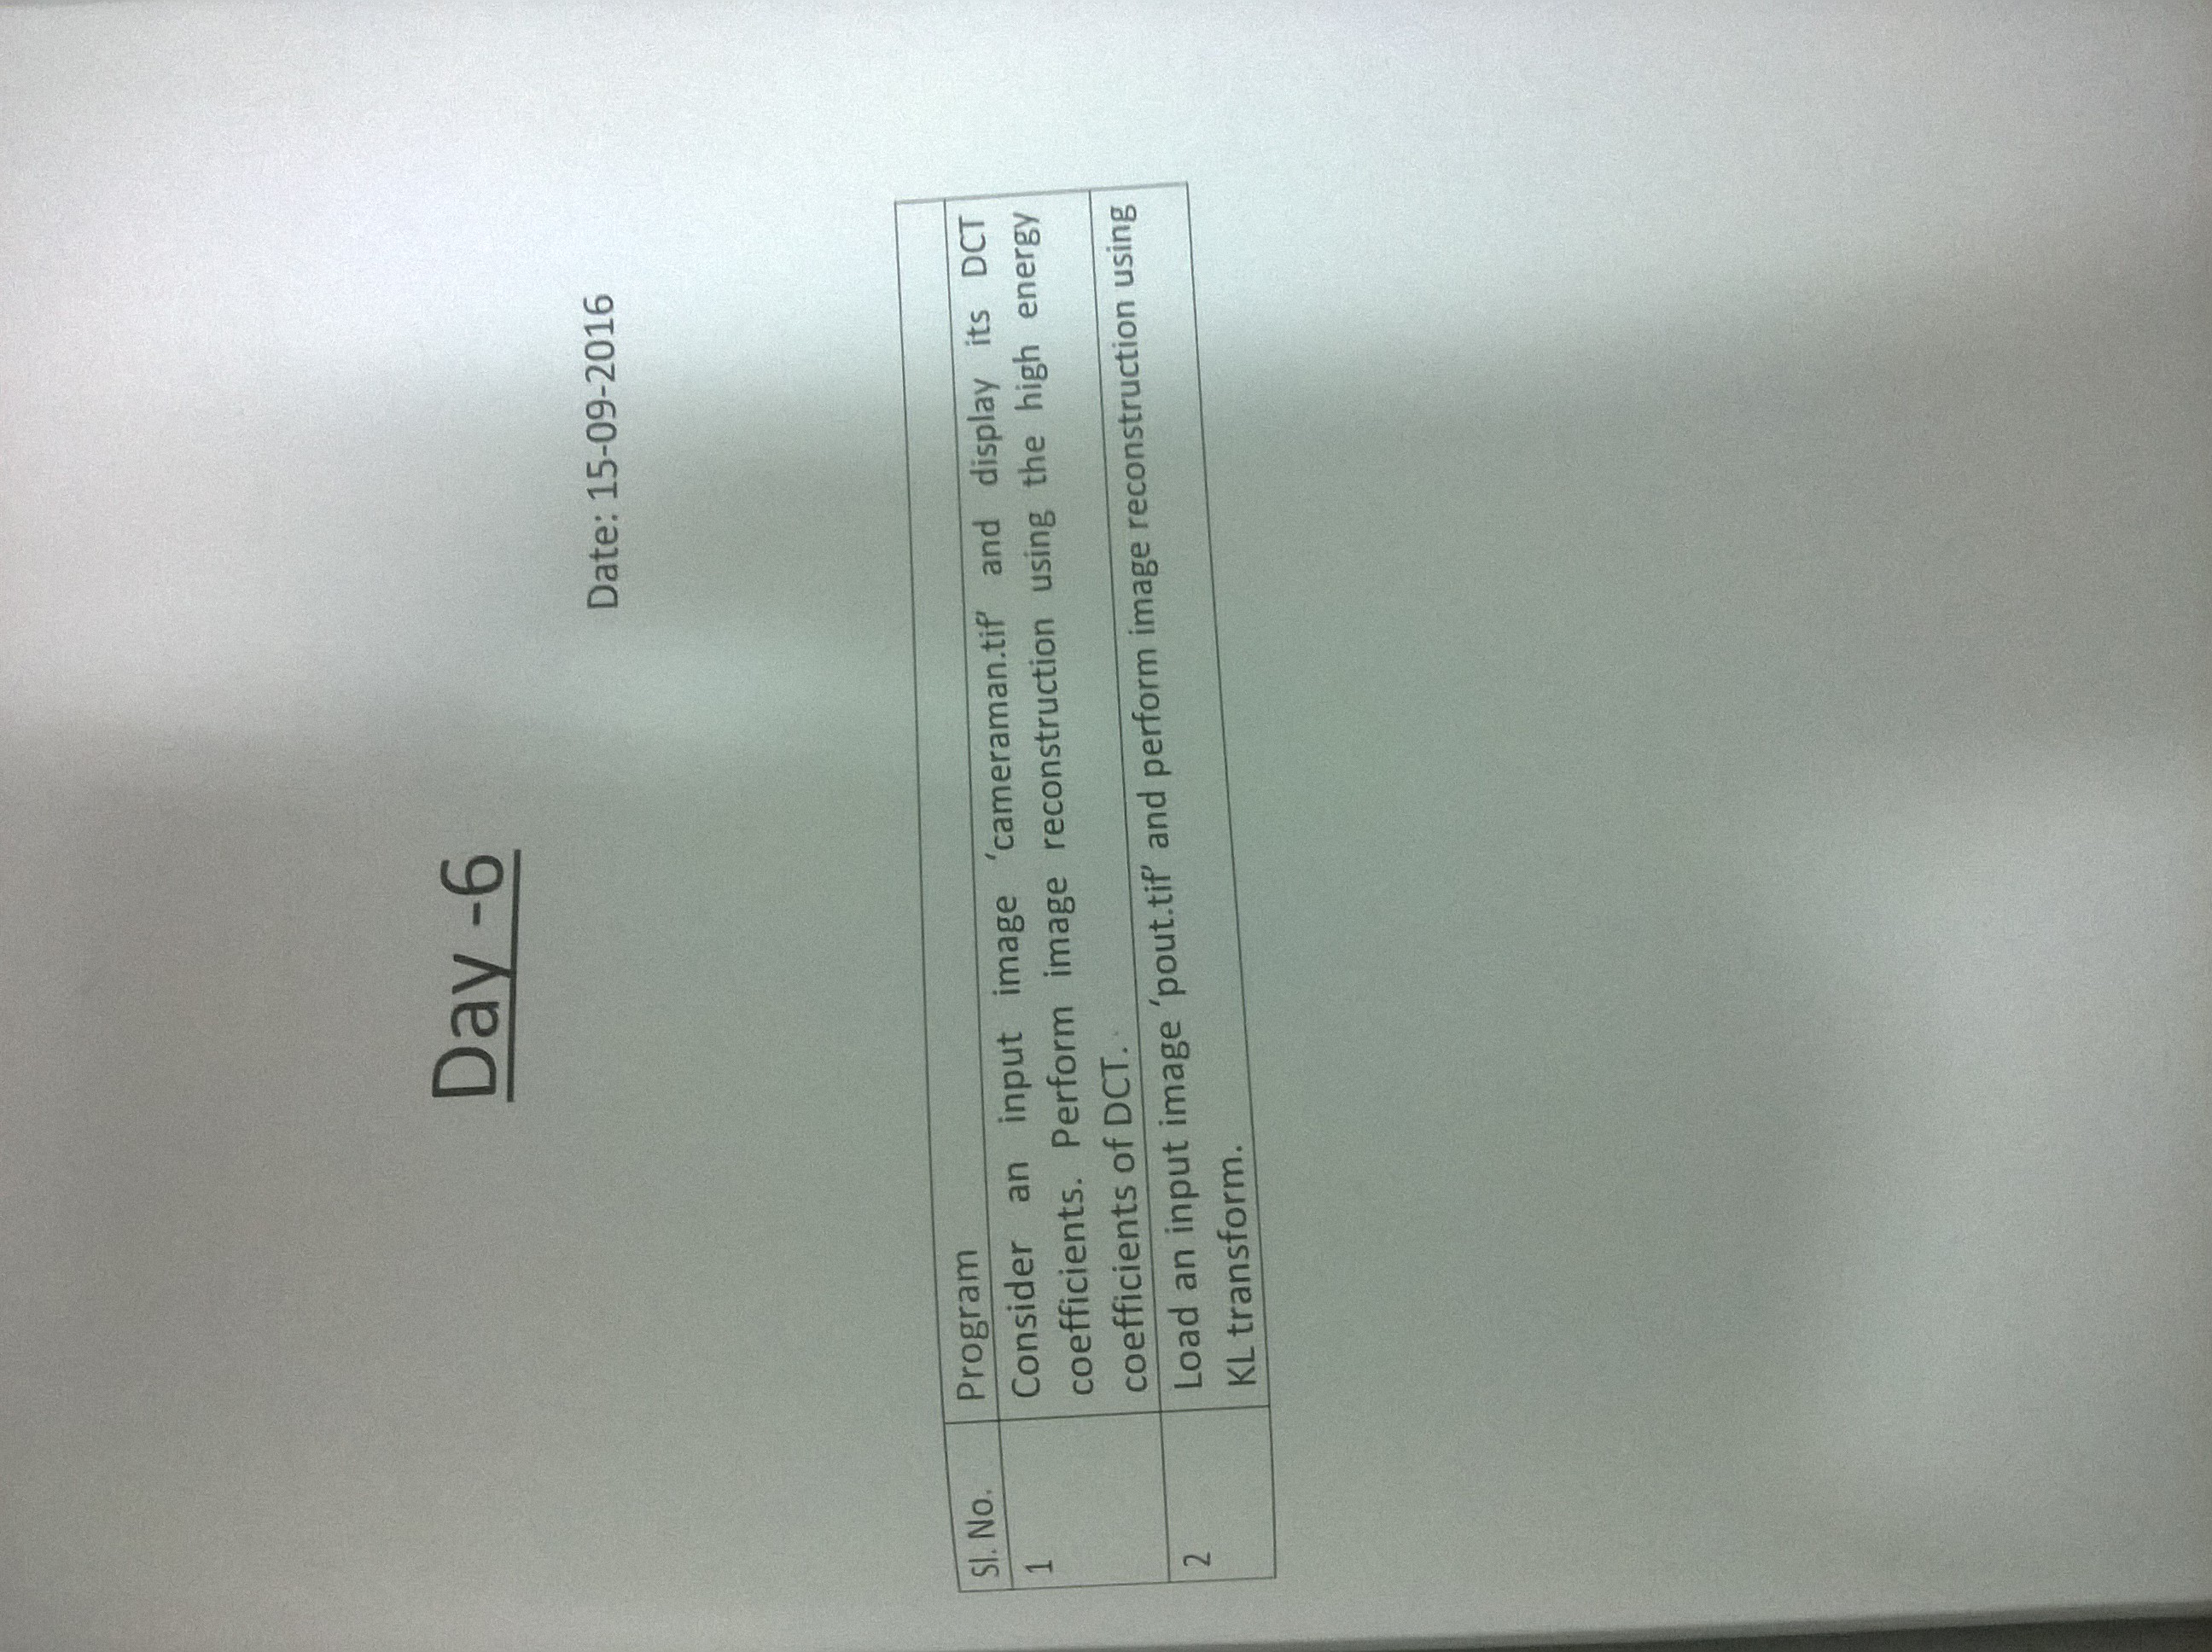 Day -6
Date: 15-09-2016
Sl. No. Program
1 Consider an input image ‘cameraman.tif’ and display its DCT
coefficients. Perform image reconstruction using the high energy
coefficients of DCT.
2 Load an input image ‘pout.tif’ and perform image reconstruction using
KL transform.